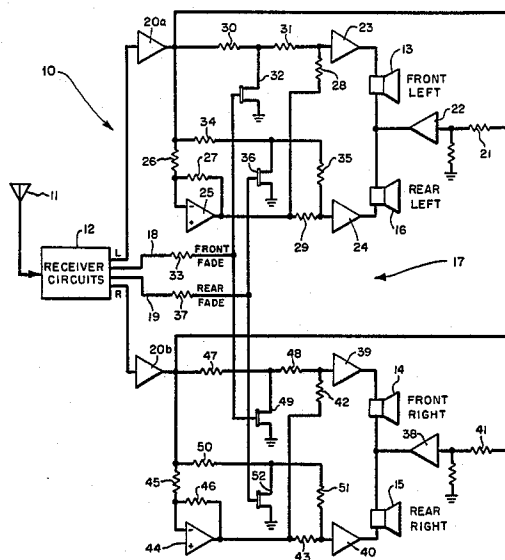 20a 30 31 23
10 32 28 13 FRONT LEFT
22
34 21
26 27 36 35
11 25 29 24 16 REAR LEFT
12 L 18 FRONT
RECEIVER CIRCUITS 33 FADE 17
R 19 REAR
37 FADE
20b 47 48 39
14
49 42 FRONT RIGHT
38 41
50 52
45 46 51 15
REAR RIGHT
44 43 40
- + - +